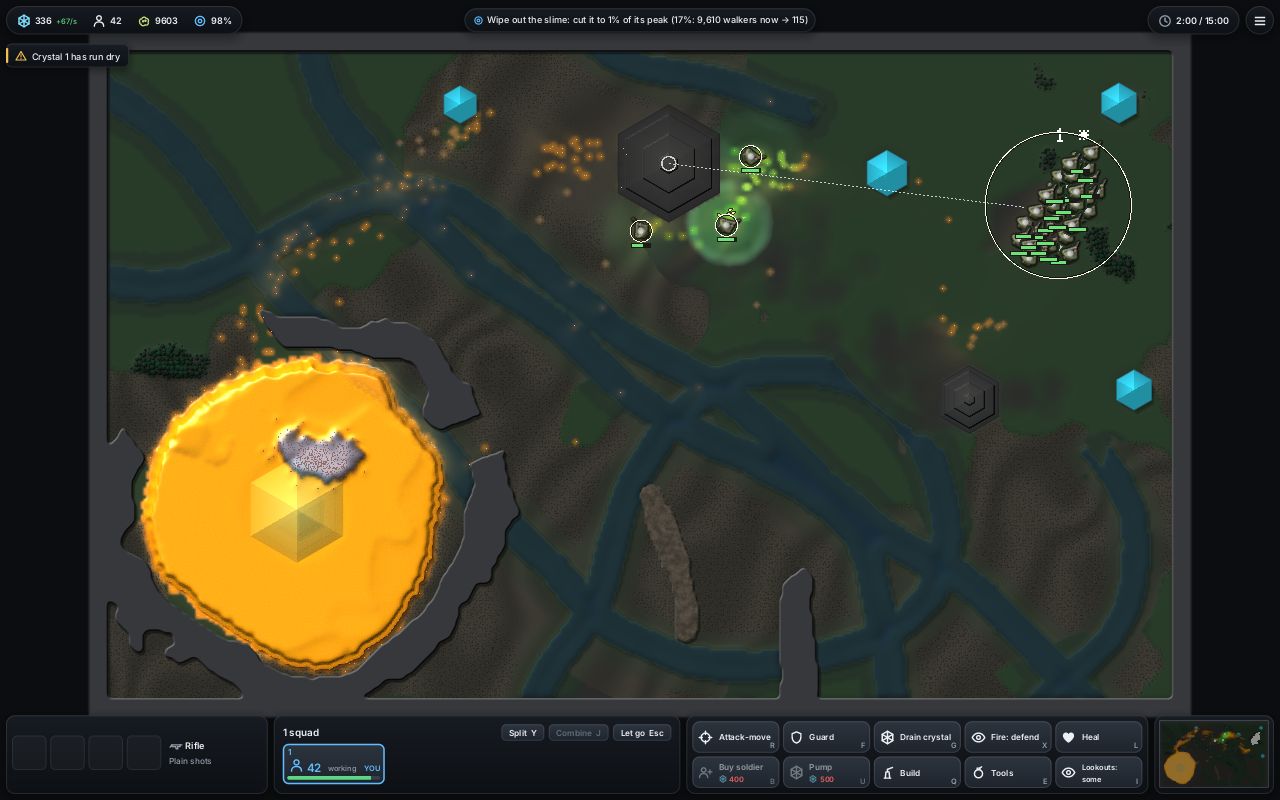 336 +67/s 42 9603 98%
Wipe out the slime: cut it to 1% of its peak (17%: 9,610 walkers now → 115)
2:00 / 15:00
Crystal 1 has run dry
1
Rifle
Plain shots
1 squad
Split Y
Combine J
Let go Esc
1
42 working YOU
Attack-move R
Guard F
Drain crystal G
Fire: defend X
Heal L
Buy soldier 400 B
Pump 500 U
Build Q
Tools E
Lookouts: some I